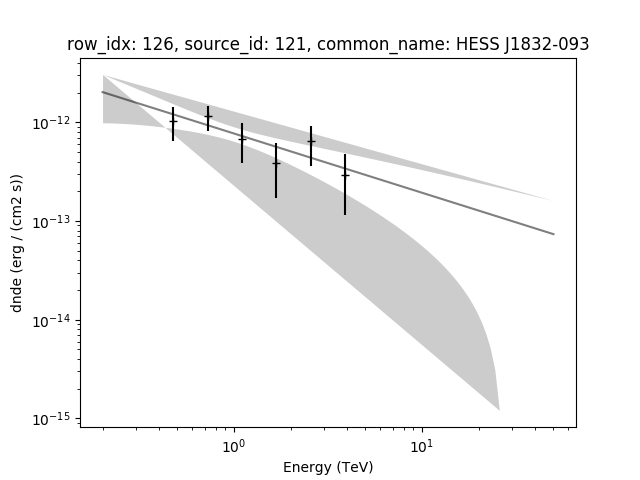 row_idx: 126, source_id: 121, common_name: HESS J1832-093
10⁻¹²
10⁻¹³
10⁻¹⁴
10⁻¹⁵
dnde (erg / (cm2 s))
10⁰
10¹
Energy (TeV)